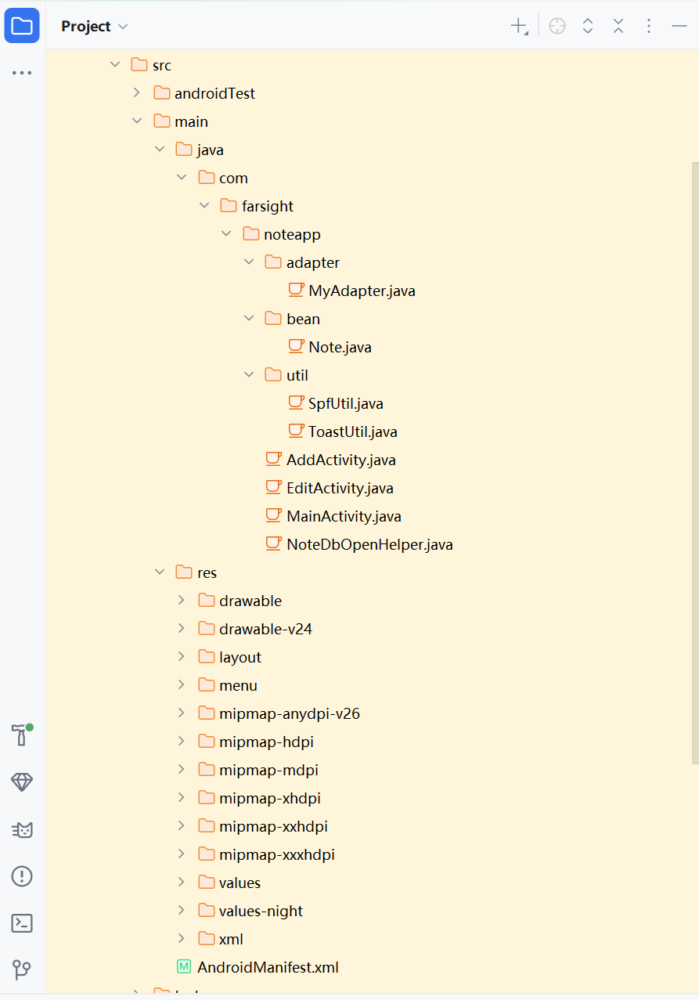 Project
src
androidTest
main
java
com
farsight
noteapp
adapter
MyAdapter.java
bean
Note.java
util
SpfUtil.java
ToastUtil.java
AddActivity.java
EditActivity.java
MainActivity.java
NoteDbOpenHelper.java
res
drawable
drawable-v24
layout
menu
mipmap-anydpi-v26
mipmap-hdpi
mipmap-mdpi
mipmap-xhdpi
mipmap-xxhdpi
mipmap-xxxhdpi
values
values-night
xml
M AndroidManifest.xml